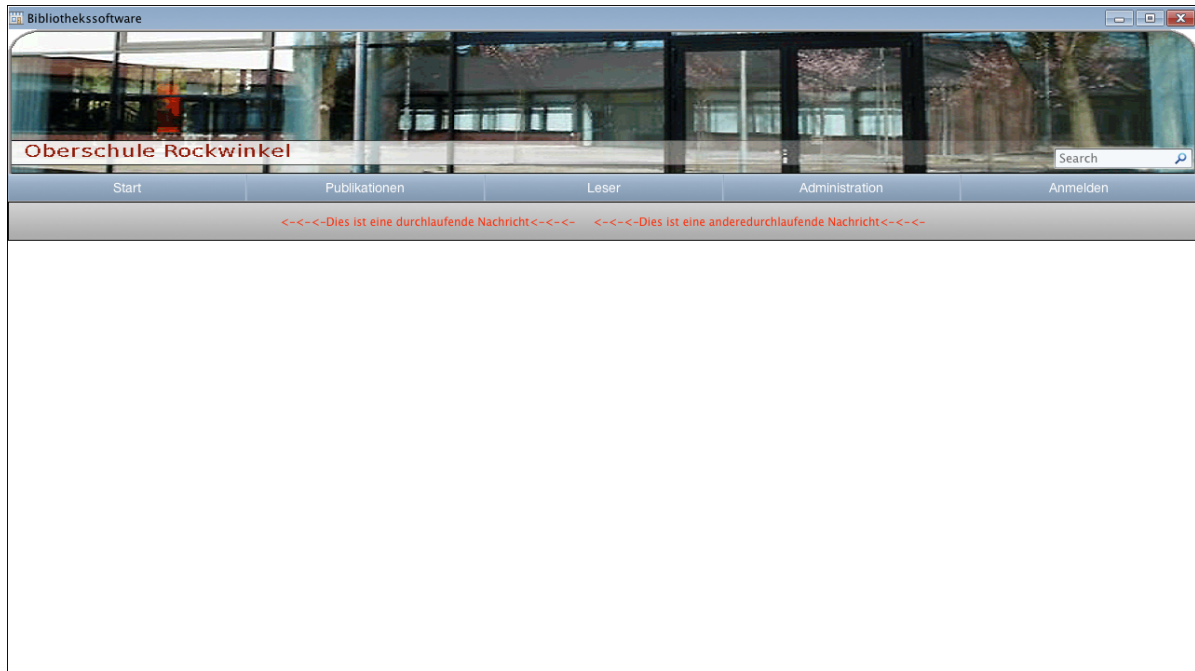 Bibliothekssoftware
Oberschule Rockwinkel
Search
Start Publikationen Leser Administration Anmelden
<-<-<-Dies ist eine durchlaufende Nachricht<-<-<- <-<-<-Dies ist eine anderedurchlaufende Nachricht<-<-<-